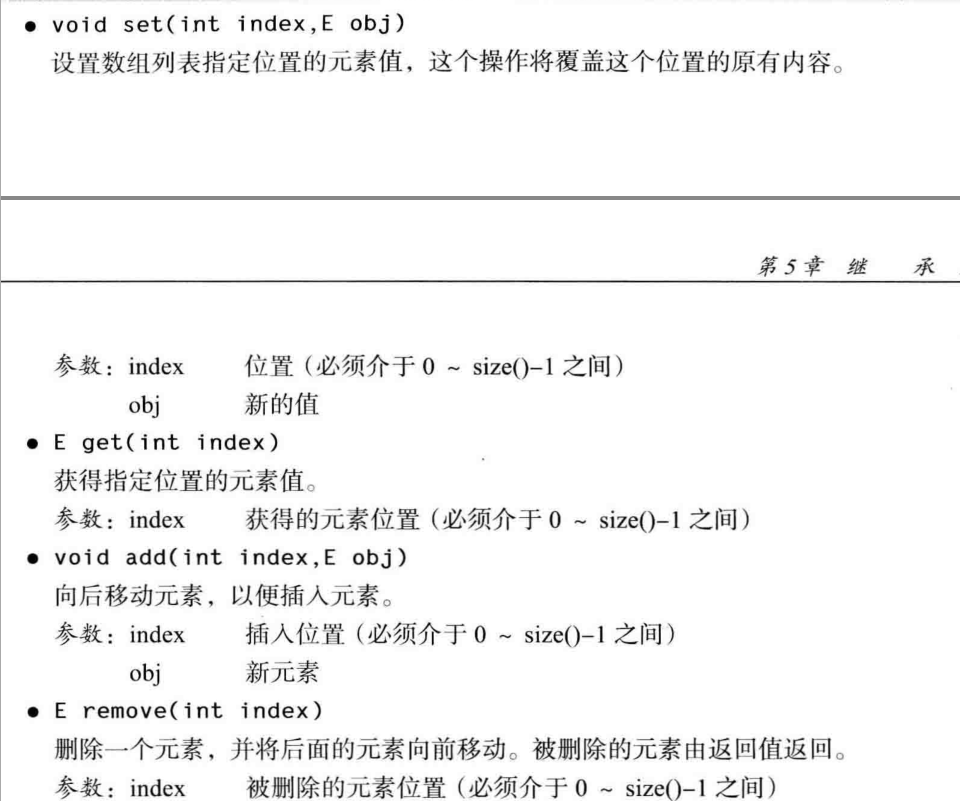 ● void set(int index,E obj)
设置数组列表指定位置的元素值，这个操作将覆盖这个位置的原有内容。
第5章 继 承
参数：index 位置（必须介于 0 ~ size()–1 之间）
obj 新的值
● E get(int index)
获得指定位置的元素值。
参数：index 获得的元素位置（必须介于 0 ~ size()–1 之间）
● void add(int index,E obj)
向后移动元素，以便插入元素。
参数：index 插入位置（必须介于 0 ~ size()–1 之间）
obj 新元素
● E remove(int index)
删除一个元素，并将后面的元素向前移动。被删除的元素由返回值返回。
参数：index 被删除的元素位置（必须介于 0 ~ size()–1 之间）